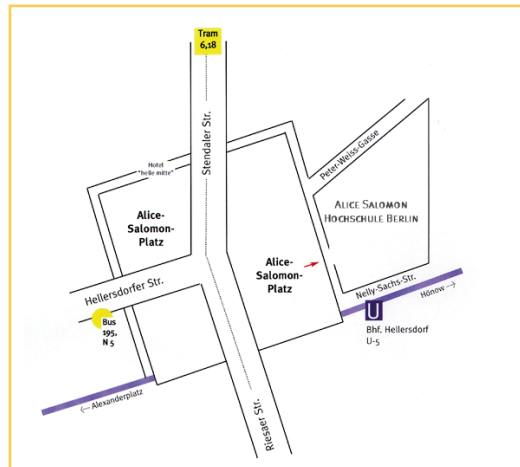 Tram
6,18
Stendaler Str.
Peter-Weiss-Gasse
Hotel
"helle mitte"
Alice-
Salomon-
Platz
ALICE SALOMON
HOCHSCHULE BERLIN
Alice-
Salomon-
Platz
Hellersdorfer Str.
Nelly-Sachs-Str.
Hönow →
Bus
195,
N 5
U
Bhf. Hellersdorf
U-5
← Alexanderplatz
Riesaer Str.